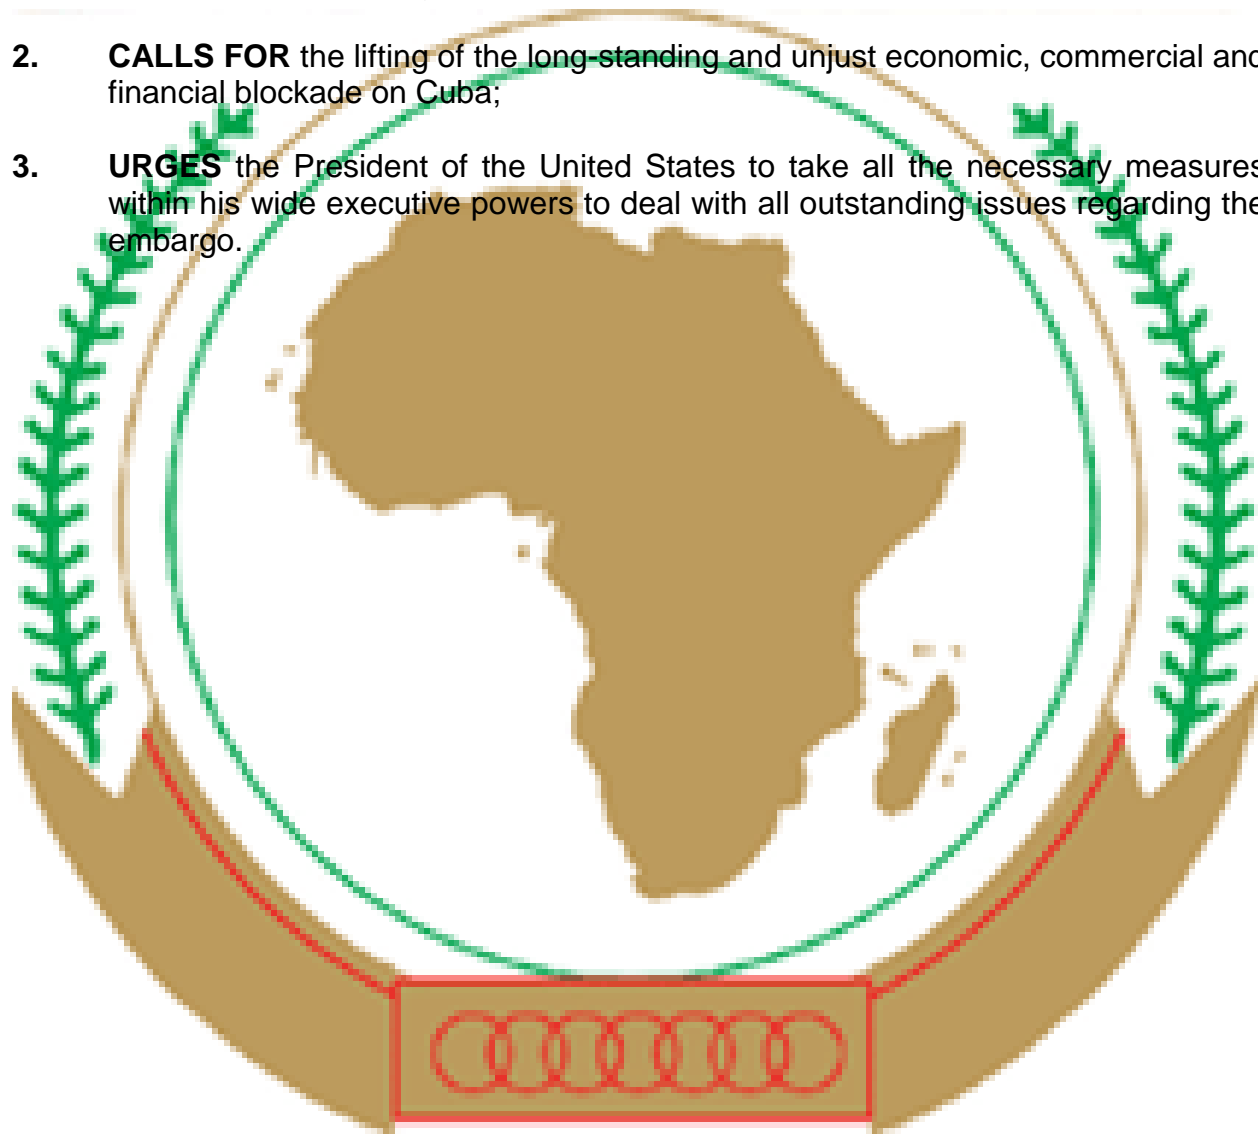 2. CALLS FOR the lifting of the long-standing and unjust economic, commercial and
financial blockade on Cuba;
3. URGES the President of the United States to take all the necessary measures
within his wide executive powers to deal with all outstanding issues regarding the
embargo.